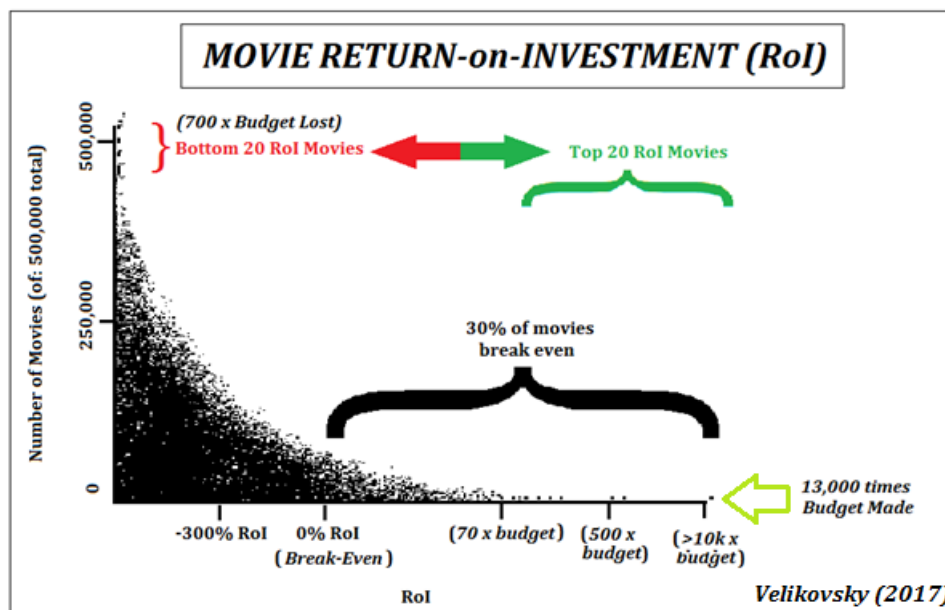 MOVIE RETURN-on-INVESTMENT (RoI)
(700 x Budget Lost)
Bottom 20 RoI Movies
Top 20 RoI Movies
Number of Movies (of: 500,000 total)
500,000
250,000
0
30% of movies
break even
13,000 times
Budget Made
-300% RoI
0% RoI
(Break-Even)
(70 x budget)
(500 x
budget)
(>10k x
budget)
RoI
Velikovsky (2017)